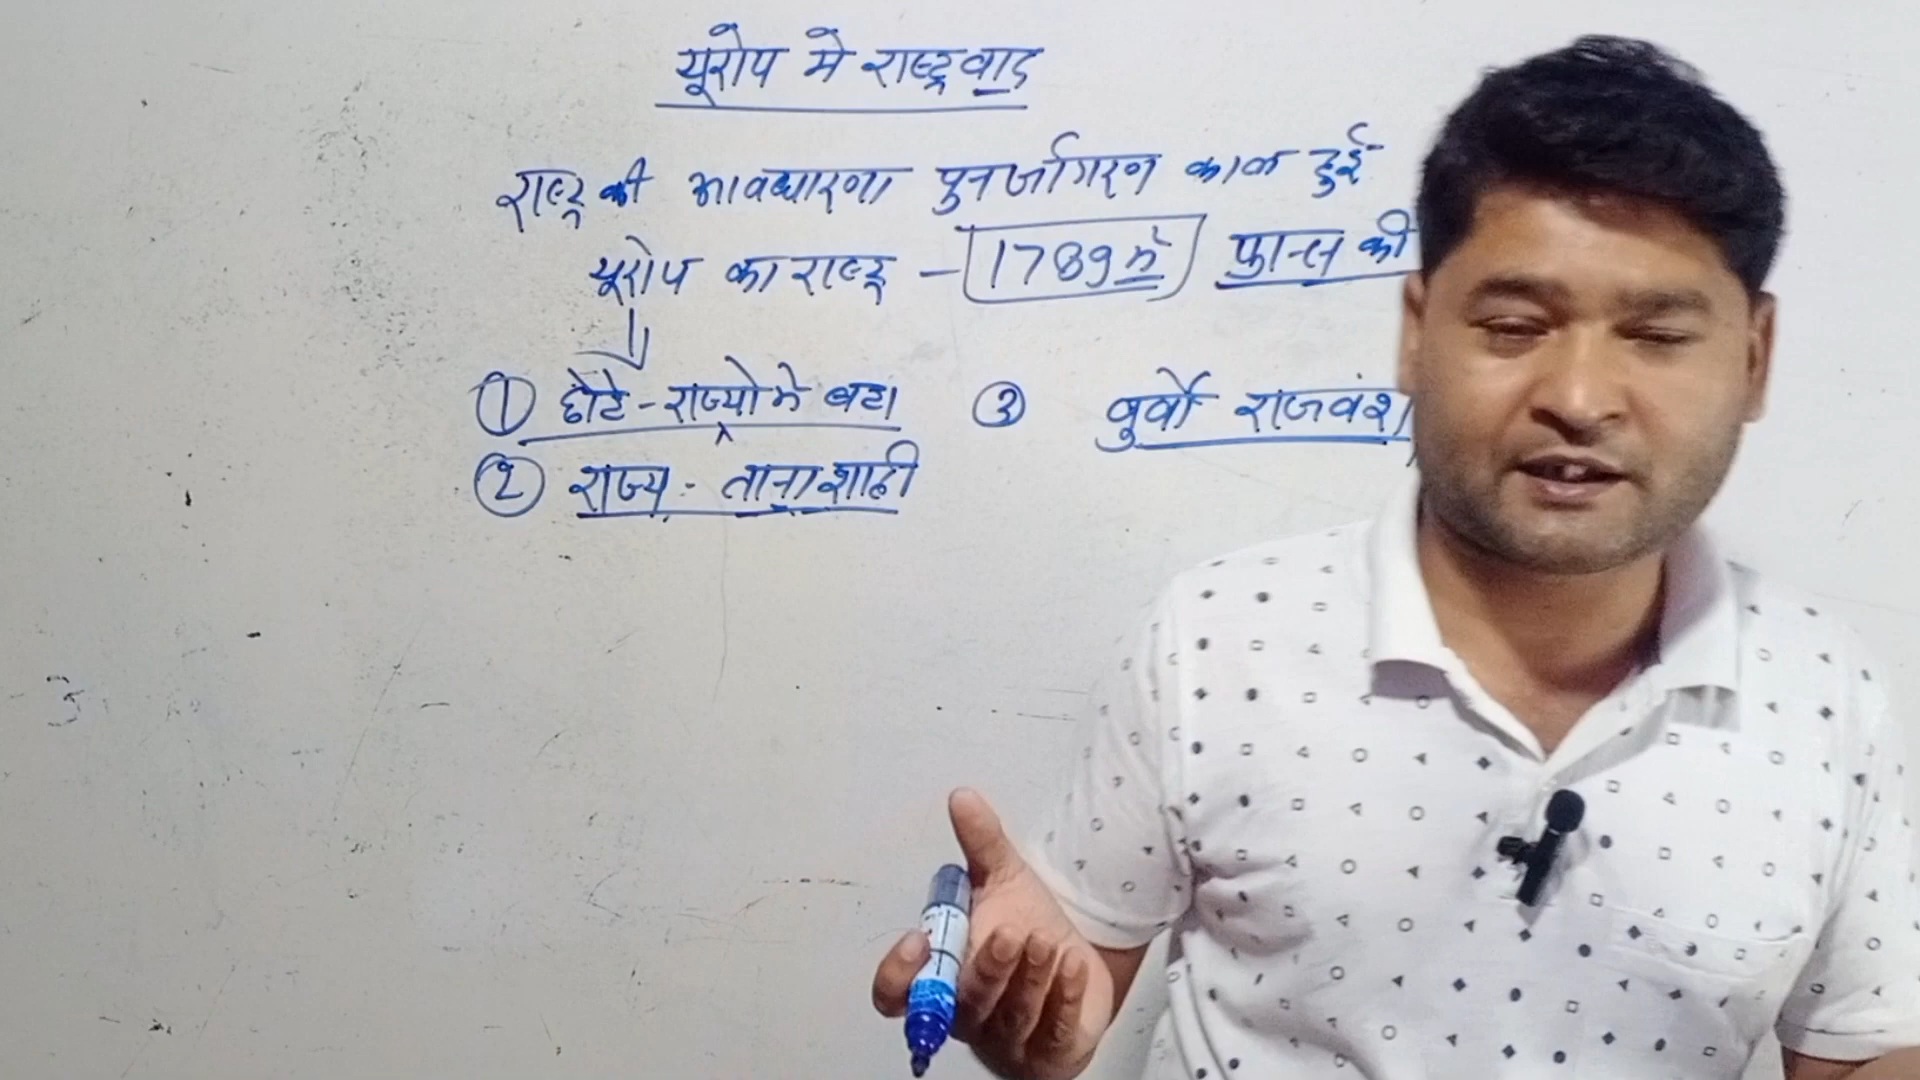 यूरोप मे राष्ट्रवाद
राष्ट्र की अवधारणा पुनर्जागरण काल हुई
यूरोप का राष्ट्र – 1789 में फ्रान्स की
① छोटे - राज्यो मे बटा ③ बुर्वो राजवंश
② राज्य - तानाशाही